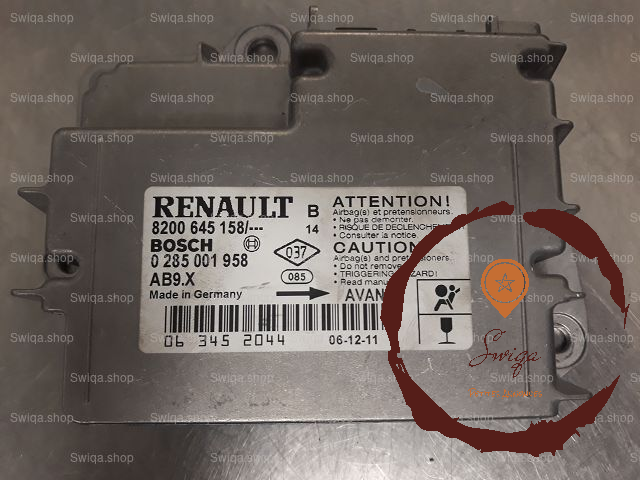 RENAULT B
8200 645 158/--- 14
BOSCH
0 285 001 958
AB9.X
Made in Germany
037
085
06 345 2044
06-12-11
ATTENTION!
Airbag(s) et pretensionneurs.
• Ne pas demonter.
• RISQUE DE DECLENCHEMENT
• Consulter la notice.
CAUTION
Airbag(s) and pretensioners.
• Do not remove
• TRIGGERING HAZARD!
• Read manual
AVAN
Swiqa
Swiqa.shop